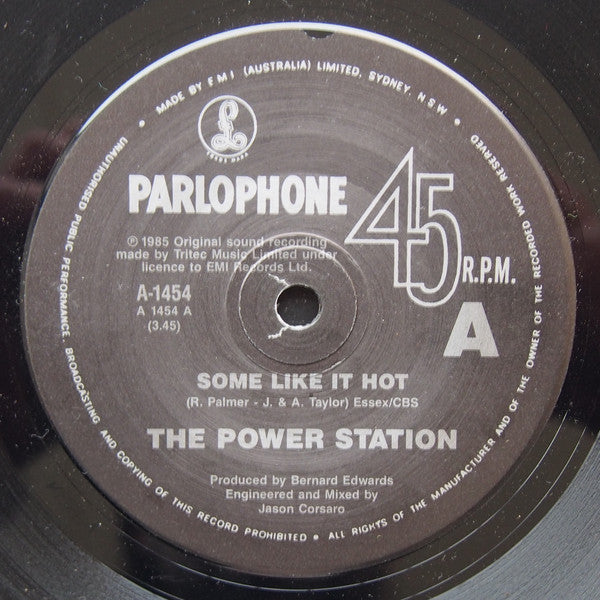 MADE BY EMI (AUSTRALIA) LIMITED, SYDNEY, N.S.W.
PARLOPHONE
45
R.P.M.
℗ 1985 Original sound recording
made by Tritec Music Limited under
licence to EMI Records Ltd.
A-1454
A 1454 A
(3.45)
A
SOME LIKE IT HOT
(R. Palmer - J. & A. Taylor) Essex/CBS
THE POWER STATION
Produced by Bernard Edwards
Engineered and Mixed by
Jason Corsaro
UNAUTHORISED PUBLIC PERFORMANCE, BROADCASTING AND COPYING OF THIS RECORD PROHIBITED • ALL RIGHTS OF THE MANUFACTURER AND OF THE OWNER OF THE RECORDED WORK RESERVED